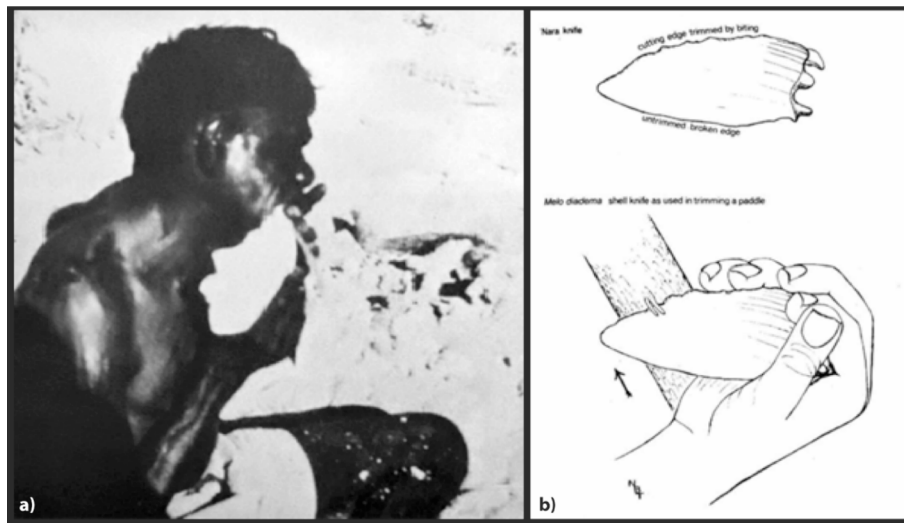 a)
Nara knife
cutting edge trimmed by biting
untrimmed broken edge
Melo diadema shell knife as used in trimming a paddle
b)